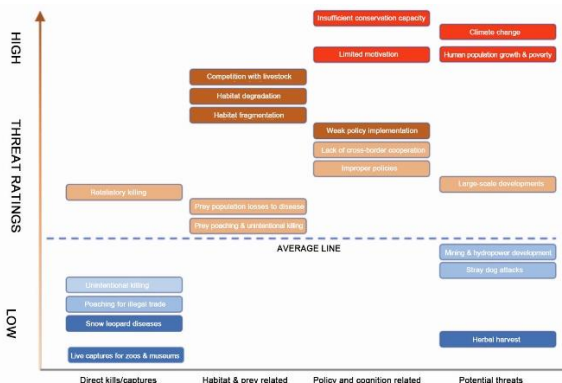 Insufficient conservation capacity
Climate change
Limited motivation
Human population growth & poverty
Competition with livestock
Habitat degradation
Habitat fragmentation
Weak policy implementation
Lack of cross-border cooperation
Improper policies
Retaliatory killing
Large-scale developments
Prey population losses to disease
Prey poaching & unintentional killing
AVERAGE LINE
Mining & hydropower development
Stray dog attacks
Unintentional killing
Poaching for illegal trade
Snow leopard diseases
Herbal harvest
Live captures for zoos & museums
HIGH
THREAT RATINGS
LOW
Direct kills/captures
Habitat & prey related
Policy and cognition related
Potential threats